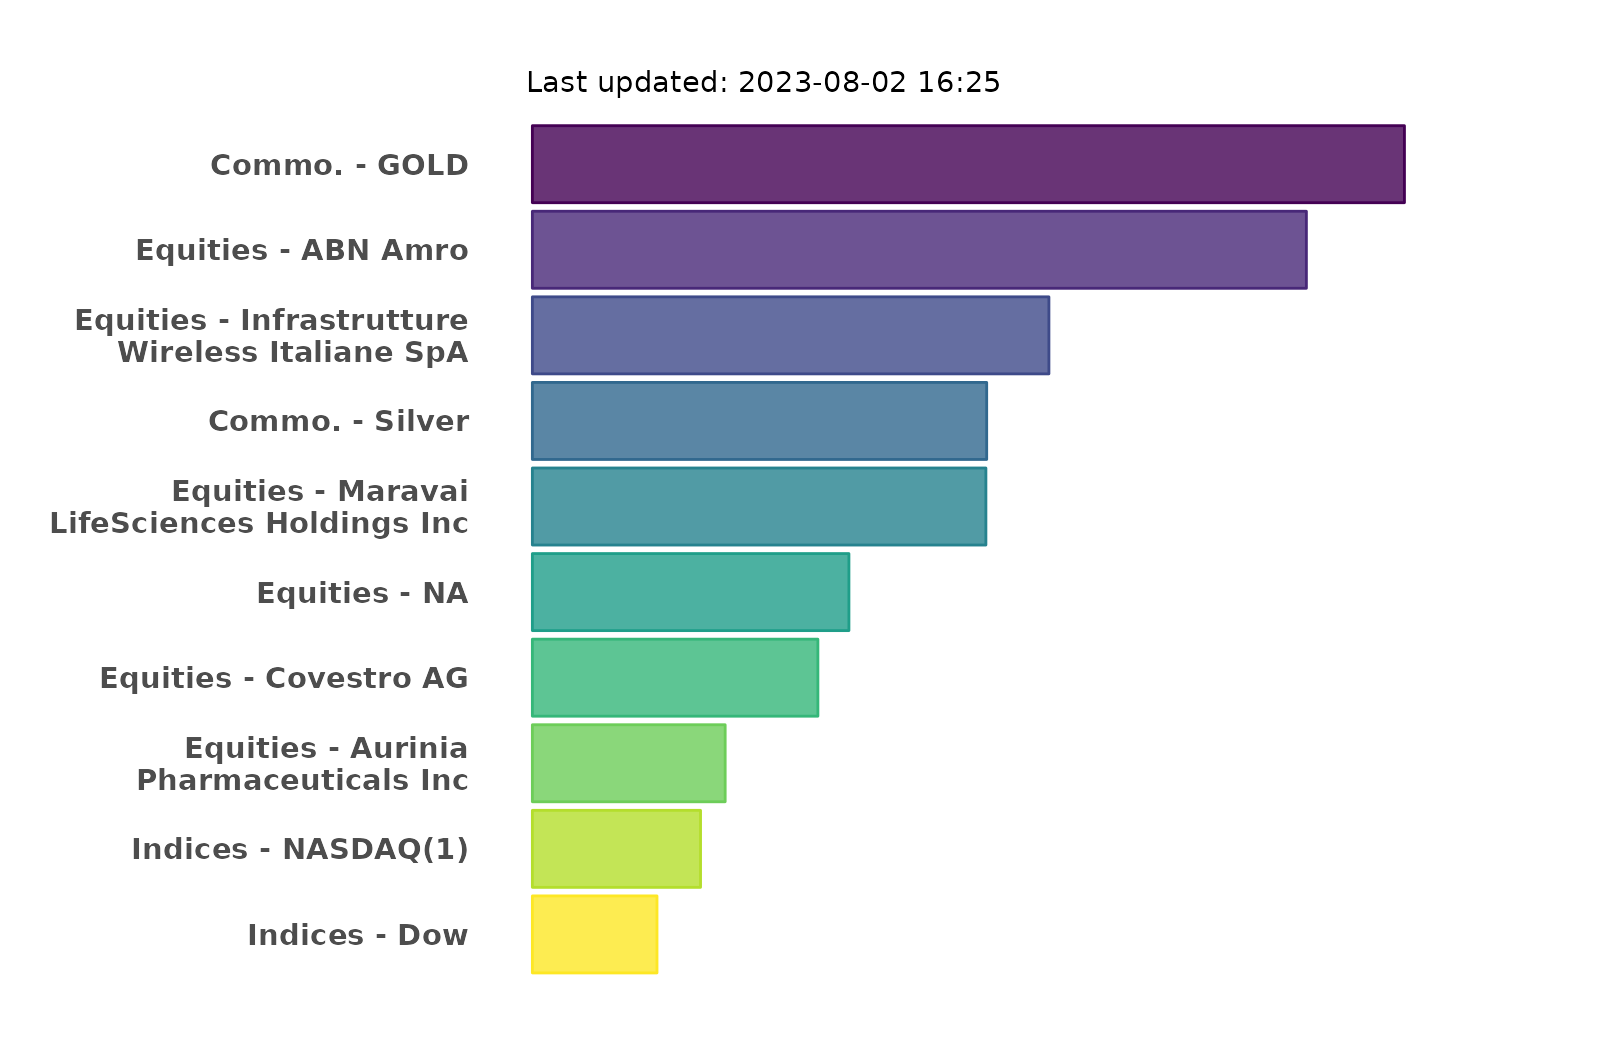 Last updated: 2023-08-02 16:25
Commo. - GOLD
Equities - ABN Amro
Equities - Infrastrutture
Wireless Italiane SpA
Commo. - Silver
Equities - Maravai
LifeSciences Holdings Inc
Equities - NA
Equities - Covestro AG
Equities - Aurinia
Pharmaceuticals Inc
Indices - NASDAQ(1)
Indices - Dow